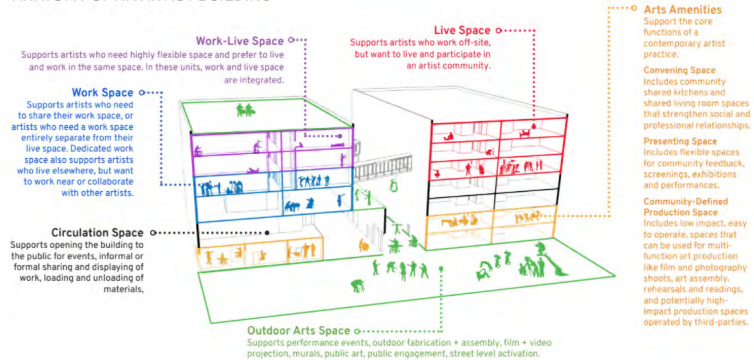 Work-Live Space
Supports artists who need highly flexible space and prefer to live
and work in the same space. In these units, work and live space
are integrated.
Live Space
Supports artists who work off-site,
but want to live and participate in
an artist community.
Arts Amenities
Support the core
functions of a
contemporary artist
practice.
Convening Space
Includes community
shared kitchens and
shared living room spaces
that strengthen social and
professional relationships.
Presenting Space
Includes flexible spaces
for community feedback,
screenings, exhibitions
and performances.
Community-Defined
Production Space
Includes low impact, easy
to operate, spaces that
can be used for multi-
function art production
like film and photography
shoots, art assembly,
rehearsals and readings,
and potentially high-
impact production spaces
operated by third-parties.
Work Space
Supports artists who need
to share their work space, or
artists who need a work space
entirely separate from their
live space. Dedicated work
space also supports artists
who live elsewhere, but want
to work near or collaborate
with other artists.
Circulation Space
Supports opening the building to
the public for events, informal or
formal sharing and displaying of
work, loading and unloading of
materials,
Outdoor Arts Space
Supports performance events, outdoor fabrication + assembly, film + video
projection, murals, public art, public engagement, street level activation.